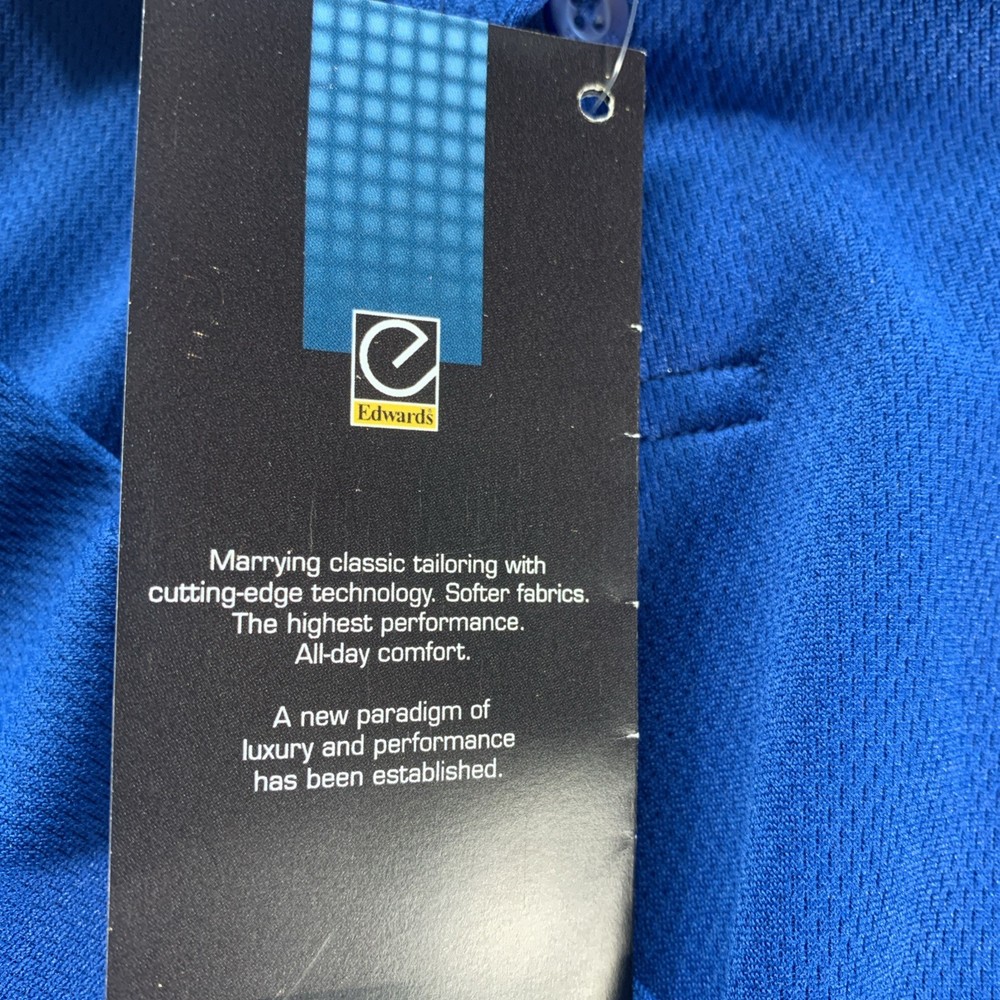 e
Edwards
Marrying classic tailoring with
cutting-edge technology. Softer fabrics.
The highest performance.
All-day comfort.
A new paradigm of
luxury and performance
has been established.